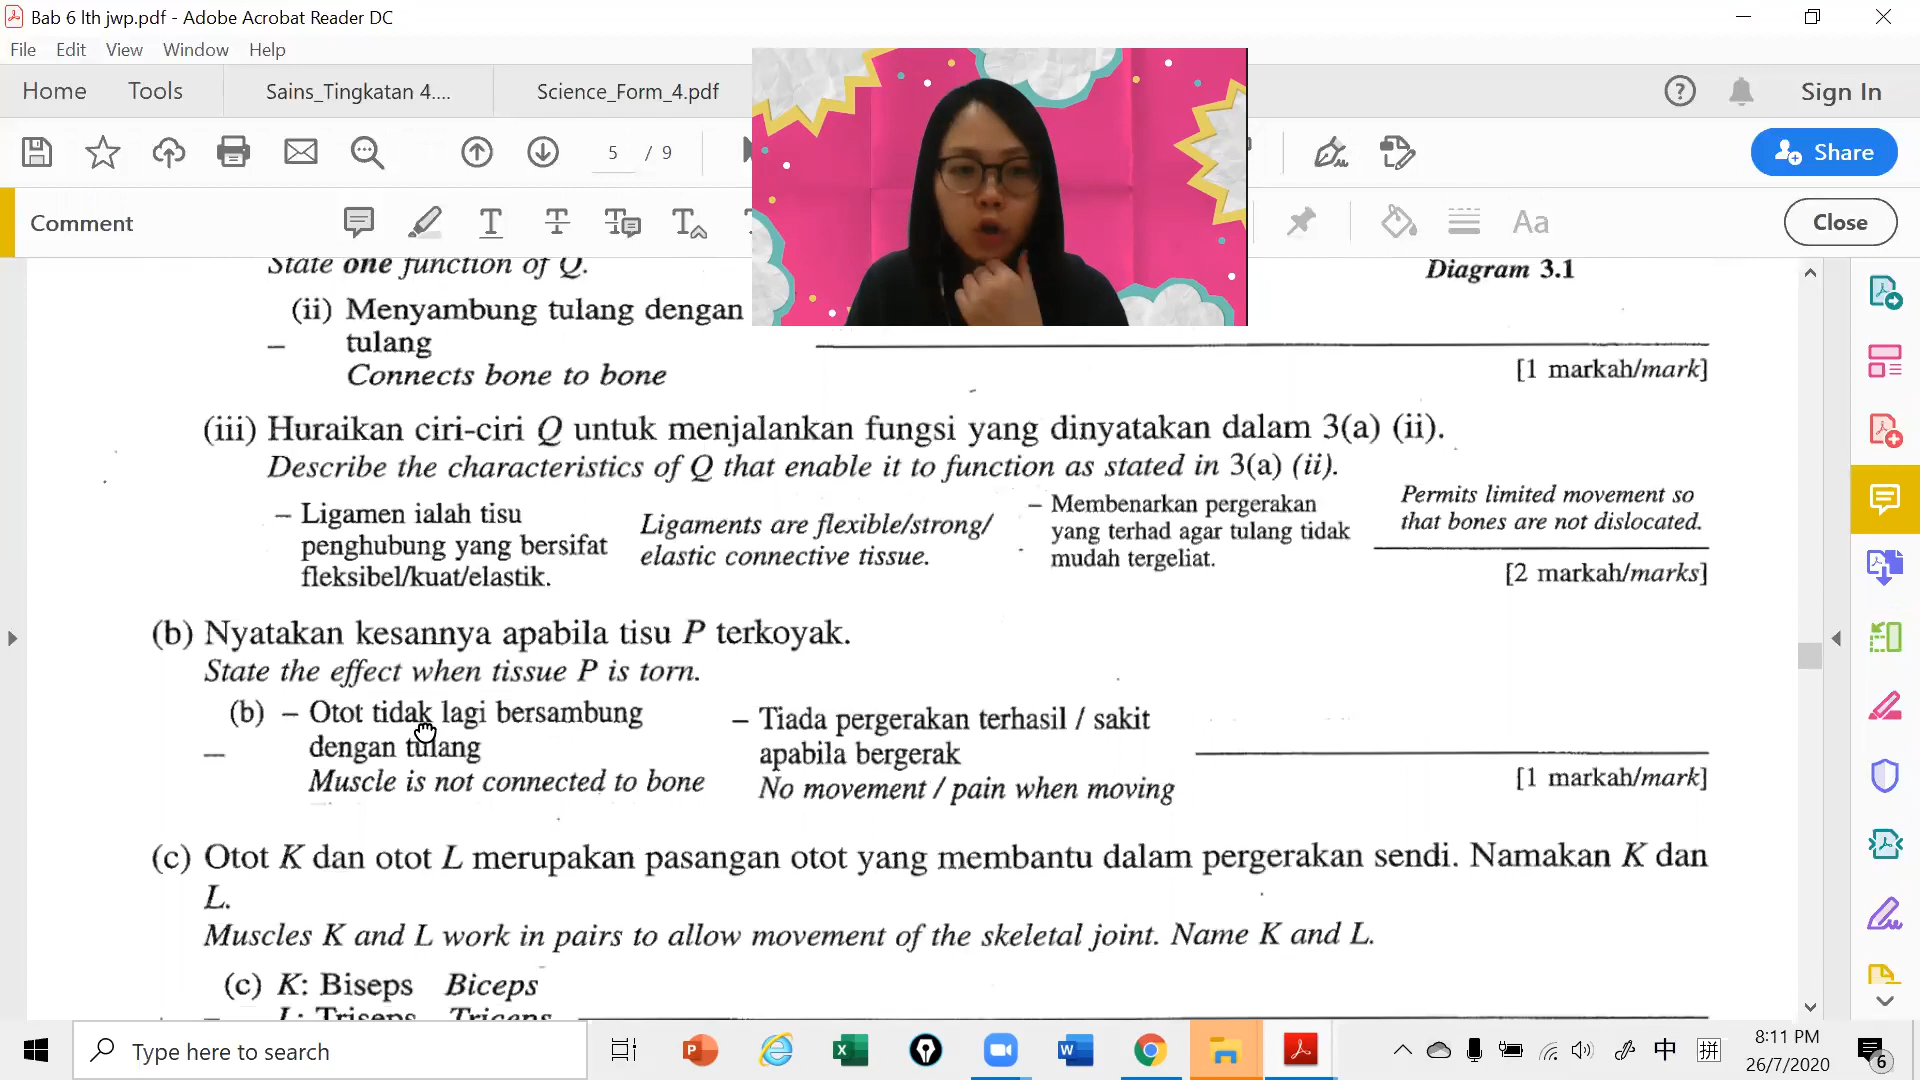 Bab 6 lth jwp.pdf - Adobe Acrobat Reader DC
File Edit View Window Help
Home Tools Sains_Tingkatan 4.... Science_Form_4.pdf Sign In
5 / 9 Share
Comment Aa Close
State one function of Q. Diagram 3.1
(ii) Menyambung tulang dengan
tulang
Connects bone to bone
[1 markah/mark]
(iii) Huraikan ciri-ciri Q untuk menjalankan fungsi yang dinyatakan dalam 3(a) (ii).
Describe the characteristics of Q that enable it to function as stated in 3(a) (ii).
– Ligamen ialah tisu
penghubung yang bersifat
fleksibel/kuat/elastik.
Ligaments are flexible/strong/
elastic connective tissue.
– Membenarkan pergerakan
yang terhad agar tulang tidak
mudah tergeliat.
Permits limited movement so
that bones are not dislocated.
[2 markah/marks]
(b) Nyatakan kesannya apabila tisu P terkoyak.
State the effect when tissue P is torn.
(b) – Otot tidak lagi bersambung
dengan tulang
Muscle is not connected to bone
– Tiada pergerakan terhasil / sakit
apabila bergerak
No movement / pain when moving
[1 markah/mark]
(c) Otot K dan otot L merupakan pasangan otot yang membantu dalam pergerakan sendi. Namakan K dan
L.
Muscles K and L work in pairs to allow movement of the skeletal joint. Name K and L.
(c) K: Biseps Biceps
L: Triseps Triceps
Type here to search
中 拼
8:11 PM
26/7/2020
6